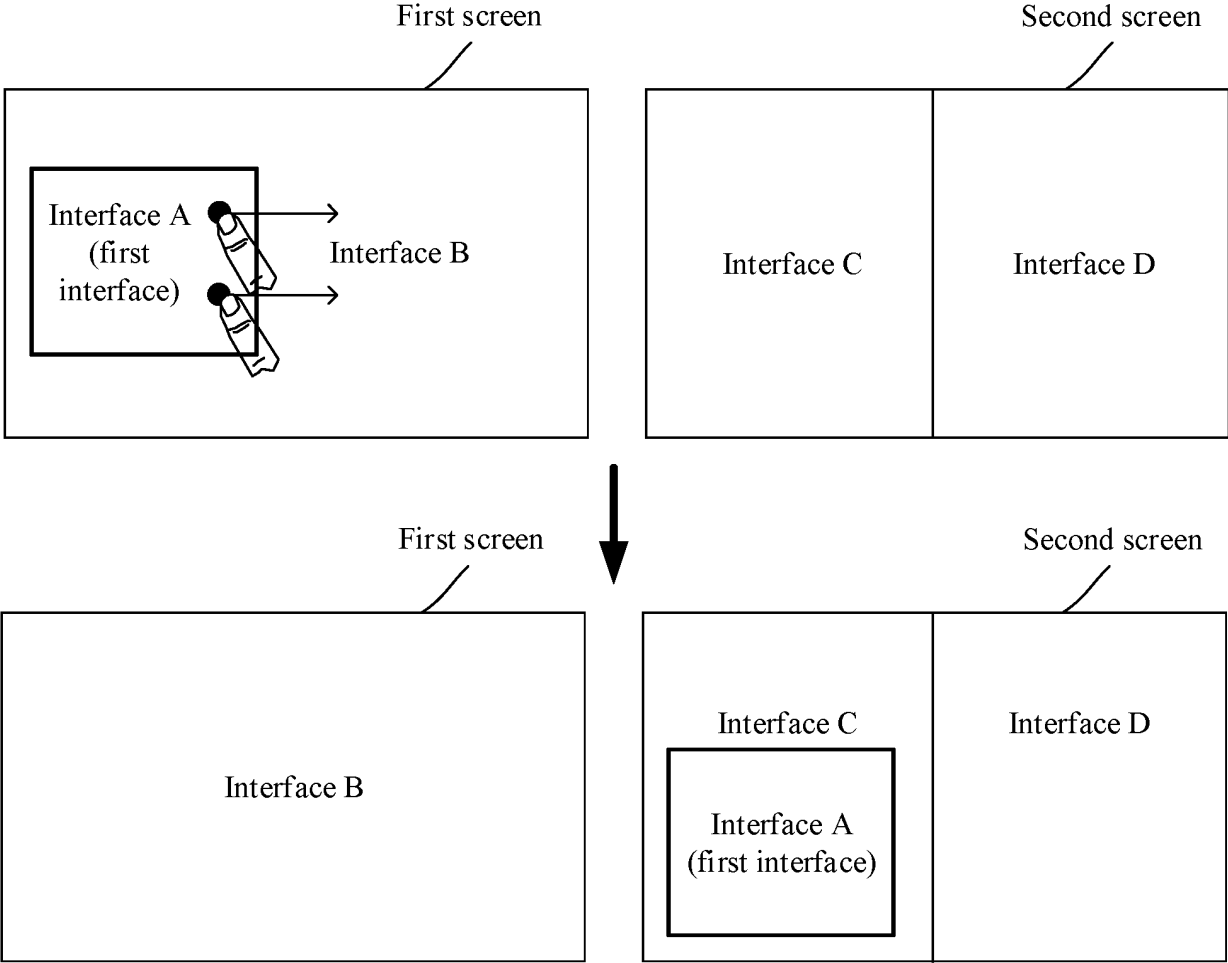 First screen
Second screen
Interface A
(first
interface)
Interface B
Interface C
Interface D
First screen
Second screen
Interface B
Interface C
Interface D
Interface A
(first interface)